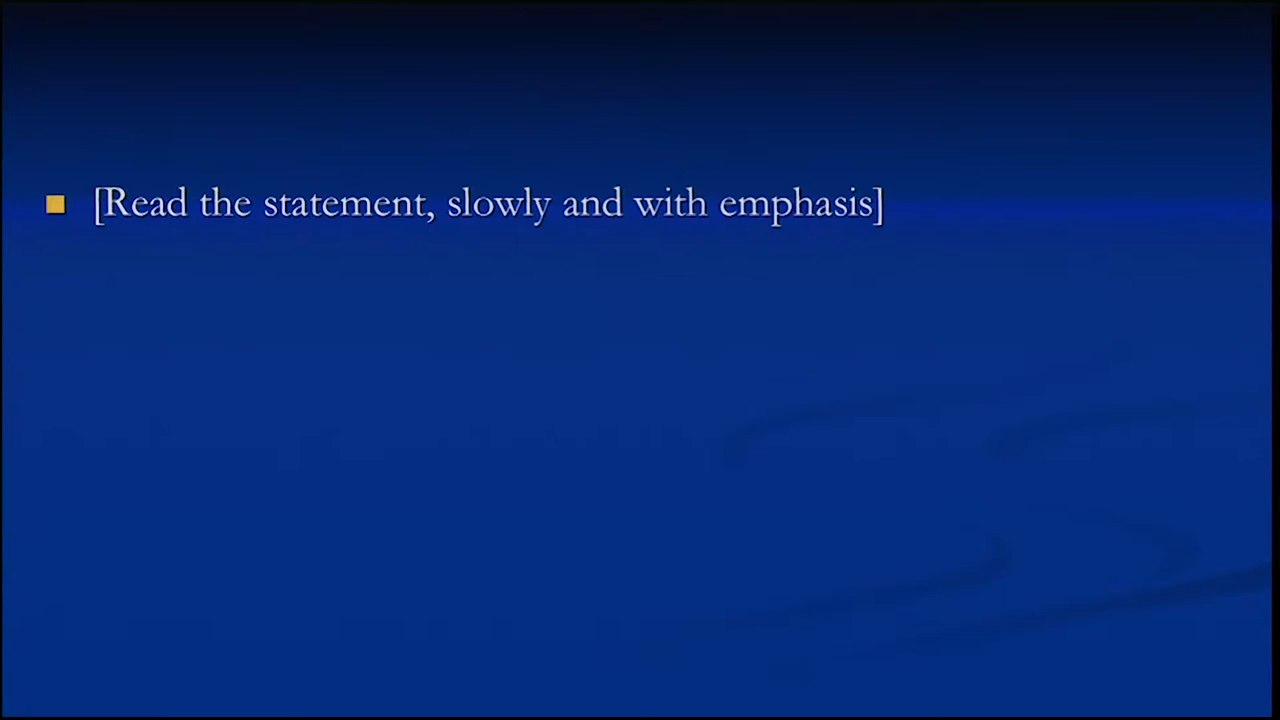 [Read the statement, slowly and with emphasis]